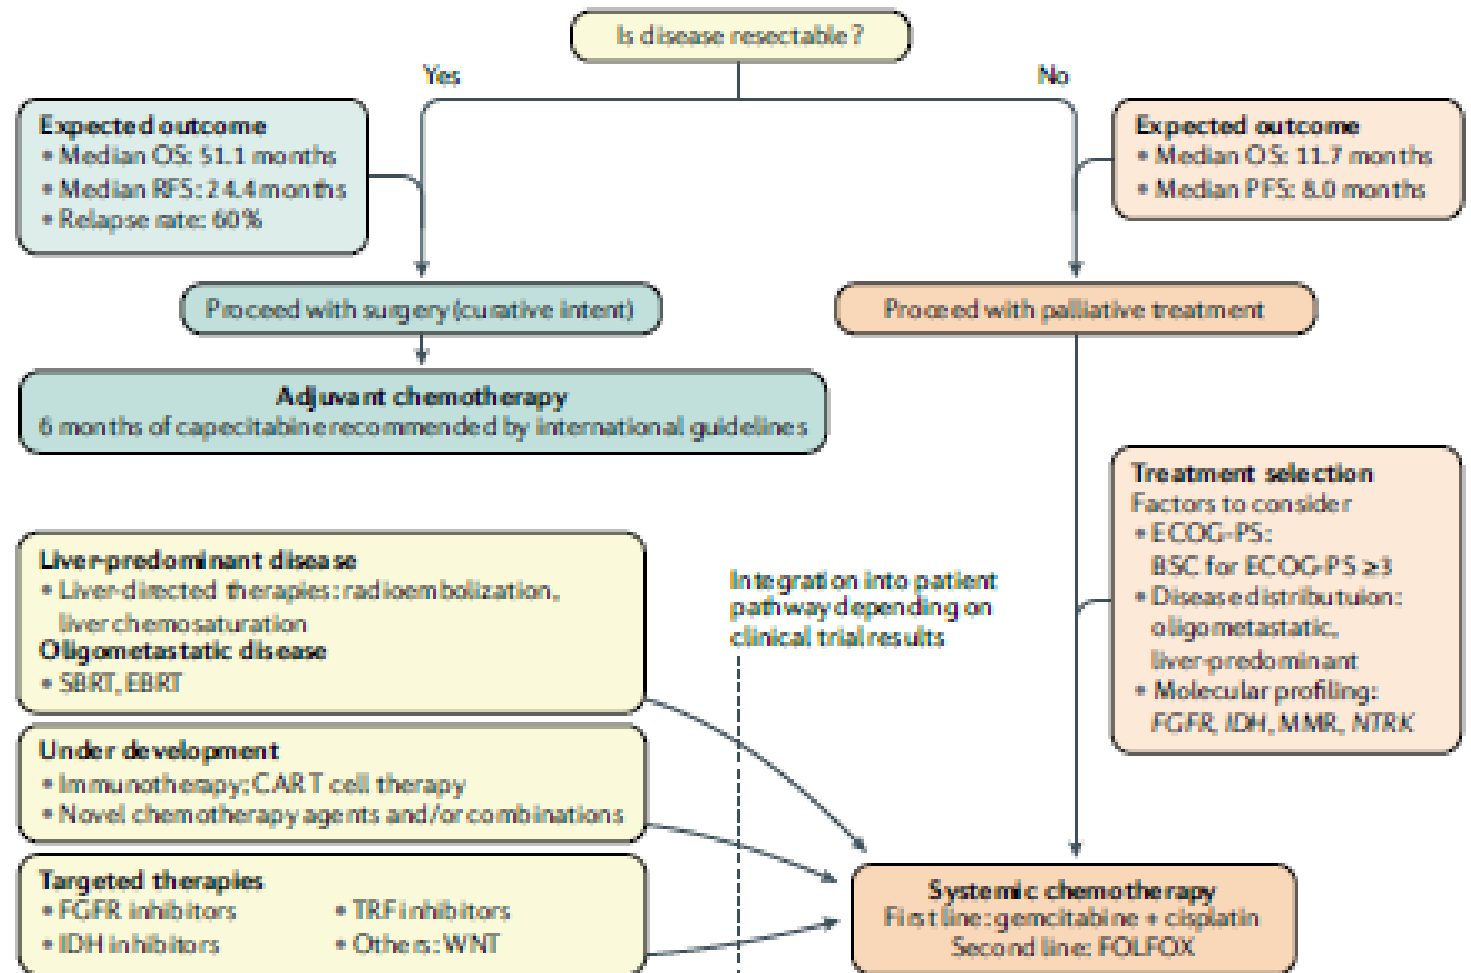 Is disease resectable?
Yes
No
Expected outcome
• Median OS: 51.1 months
• Median RFS: 24.4 months
• Relapse rate: 60%
Expected outcome
• Median OS: 11.7 months
• Median PFS: 8.0 months
Proceed with surgery (curative intent)
Proceed with palliative treatment
Adjuvant chemotherapy
6 months of capecitabine recommended by international guidelines
Treatment selection
Factors to consider
• ECOG-PS:
BSC for ECOG-PS ≥3
• Disease distributuion:
oligometastatic,
liver-predominant
• Molecular profiling:
FGFR, IDH, MMR, NTRK
Liver-predominant disease
• Liver-directed therapies: radioembolization,
liver chemosaturation
Oligometastatic disease
• SBRT, EBRT
Integration into patient
pathway depending on
clinical trial results
Under development
• Immunotherapy; CAR T cell therapy
• Novel chemotherapy agents and/or combinations
Targeted therapies
• FGFR inhibitors
• TRF inhibitors
• IDH inhibitors
• Others: WNT
Systemic chemotherapy
First line: gemcitabine + cisplatin
Second line: FOLFOX